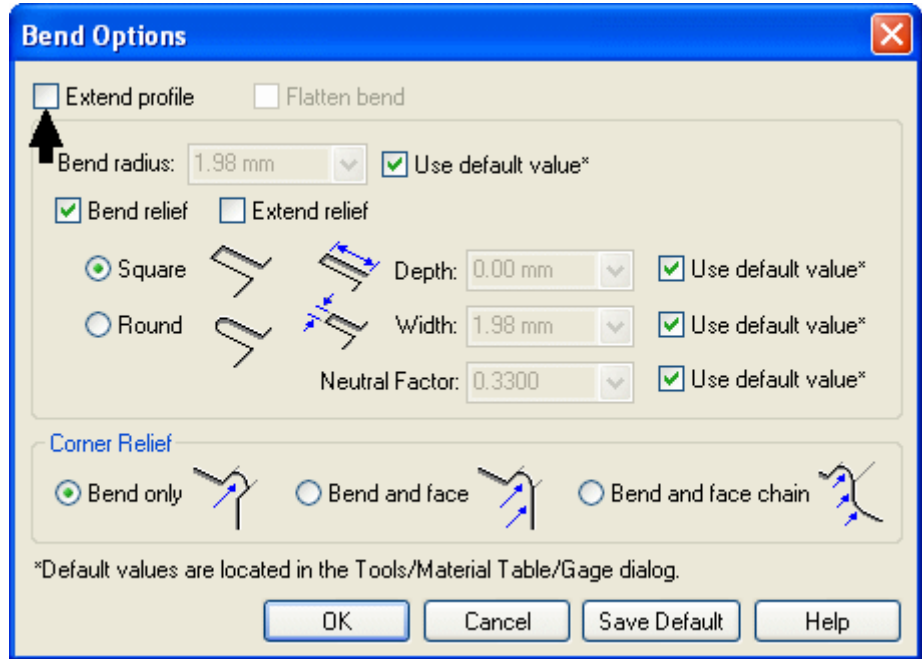 Bend Options
Extend profile Flatten bend
Bend radius: 1.98 mm Use default value*
Bend relief Extend relief
Square Depth: 0.00 mm Use default value*
Round Width: 1.98 mm Use default value*
Neutral Factor: 0.3300 Use default value*
Corner Relief
Bend only Bend and face Bend and face chain
*Default values are located in the Tools/Material Table/Gage dialog.
OK Cancel Save Default Help